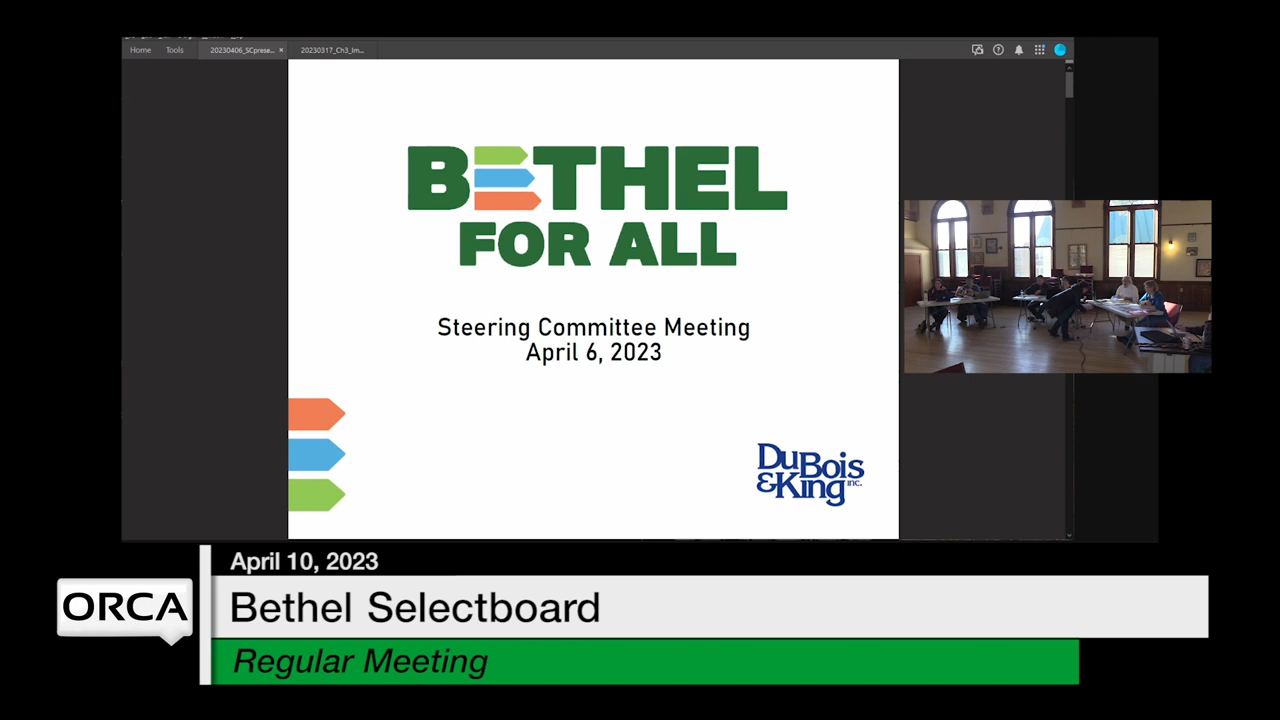 Home Tools 20230406_SCprese... × 20230317_Ch3_Im...
BETHEL
FOR ALL
Steering Committee Meeting
April 6, 2023
DuBois
&King INC.
April 10, 2023
ORCA
Bethel Selectboard
Regular Meeting